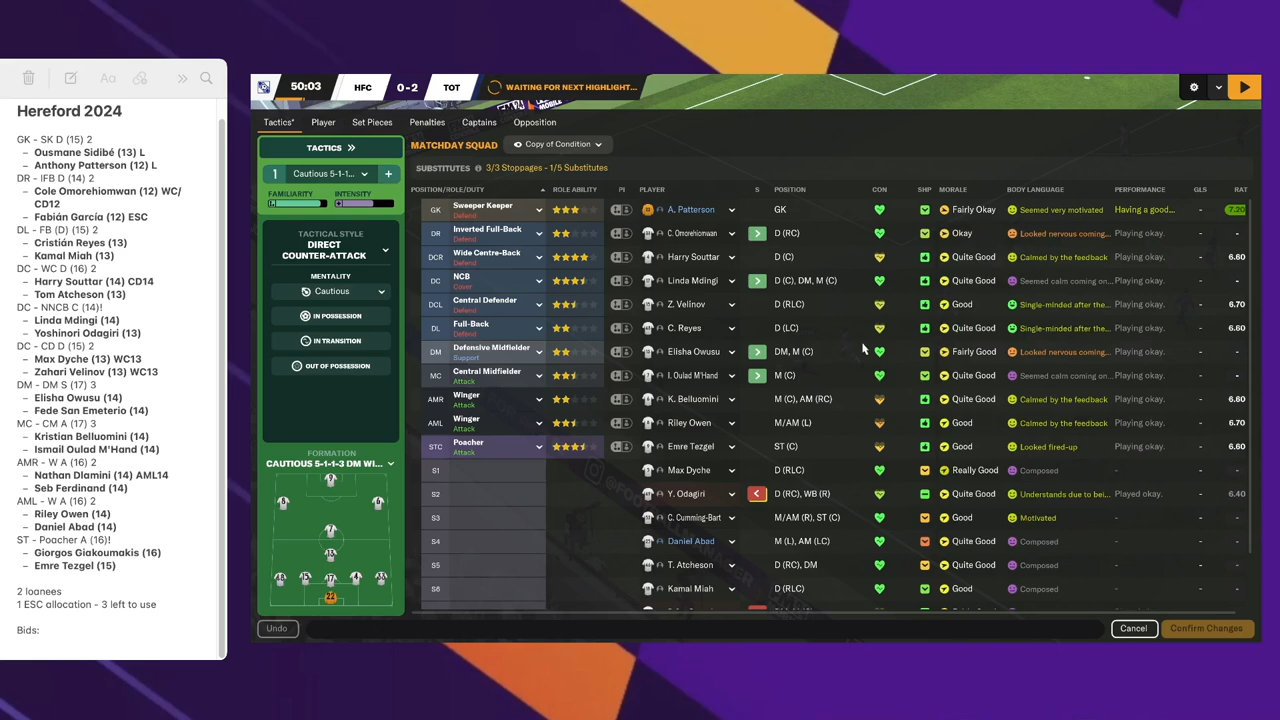 Aa
Hereford 2024
GK - SK D (15) 2
– Ousmane Sidibé (13) L
– Anthony Patterson (12) L
DR - IFB D (14) 2
– Cole Omorehiomwan (12) WC/
CD12
– Fabián García (12) ESC
DL - FB (D) (15) 2
– Cristián Reyes (13)
– Kamal Miah (13)
DC - WC D (16) 2
– Harry Souttar (14) CD14
– Tom Atcheson (13)
DC - NNCB C (14)!
– Linda Mdingi (14)
– Yoshinori Odagiri (13)
DC - CD D (15) 2
– Max Dyche (13) WC13
– Zahari Velinov (13) WC13
DM - DM S (17) 3
– Elisha Owusu (14)
– Fede San Emeterio (14)
MC - CM A (17) 3
– Kristian Belluomini (14)
– Ismail Oulad M'Hand (14)
AMR - W A (16) 2
– Nathan Dlamini (14) AML14
– Seb Ferdinand (14)
AML - W A (16) 2
– Riley Owen (14)
– Daniel Abad (14)
ST - Poacher A (16)!
– Giorgos Giakoumakis (16)
– Emre Tezgel (15)
2 loanees
1 ESC allocation - 3 left to use
Bids:
50:03 HFC 0-2 TOT WAITING FOR NEXT HIGHLIGHT...
Tactics* Player Set Pieces Penalties Captains Opposition
TACTICS
1 Cautious 5-1-1...
FAMILIARITY INTENSITY
TACTICAL STYLE
DIRECT
COUNTER-ATTACK
MENTALITY
Cautious
IN POSSESSION
IN TRANSITION
OUT OF POSSESSION
FORMATION
CAUTIOUS 5-1-1-3 DM WI...
22
MATCHDAY SQUAD Copy of Condition
SUBSTITUTES 3/3 Stoppages - 1/5 Substitutes
POSITION/ROLE/DUTY ROLE ABILITY PI PLAYER S POSITION CON SHP MORALE BODY LANGUAGE PERFORMANCE GLS RAT
GK Sweeper Keeper Defend A. Patterson GK Fairly Okay Seemed very motivated Having a good... - 7.20
DR Inverted Full-Back Defend C. Omorehiomwan D (RC) Okay Looked nervous coming... Playing okay. - -
DCR Wide Centre-Back Defend Harry Souttar D (C) Quite Good Calmed by the feedback Playing okay. - 6.60
DC NCB Cover Linda Mdingi D (C), DM, M (C) Quite Good Seemed calm coming on... Playing okay. - -
DCL Central Defender Defend Z. Velinov D (RLC) Good Single-minded after the... Playing okay. - 6.70
DL Full-Back Defend C. Reyes D (LC) Quite Good Single-minded after the... Playing okay. - 6.60
DM Defensive Midfielder Support Elisha Owusu DM, M (C) Fairly Good Looked nervous coming... Playing okay. - -
MC Central Midfielder Attack I. Oulad M'Hand M (C) Quite Good Seemed calm coming on... Playing okay. - -
AMR Winger Attack K. Belluomini M (C), AM (RC) Quite Good Calmed by the feedback Playing okay. - 6.60
AML Winger Attack Riley Owen M/AM (L) Good Calmed by the feedback Playing okay. - 6.70
STC Poacher Attack Emre Tezgel ST (C) Good Looked fired-up Playing okay. - 6.60
S1 Max Dyche D (RLC) Really Good Composed - - -
S2 Y. Odagiri D (RC), WB (R) Quite Good Understands due to bei... Played okay. - 6.40
S3 C. Cumming-Bart M/AM (R), ST (C) Good Motivated - - -
S4 Daniel Abad M (L), AM (LC) Quite Good Composed - - -
S5 T. Atcheson D (RC), DM Quite Good Composed - - -
S6 Kamal Miah D (RLC) Good Composed - - -
Undo Cancel Confirm Changes